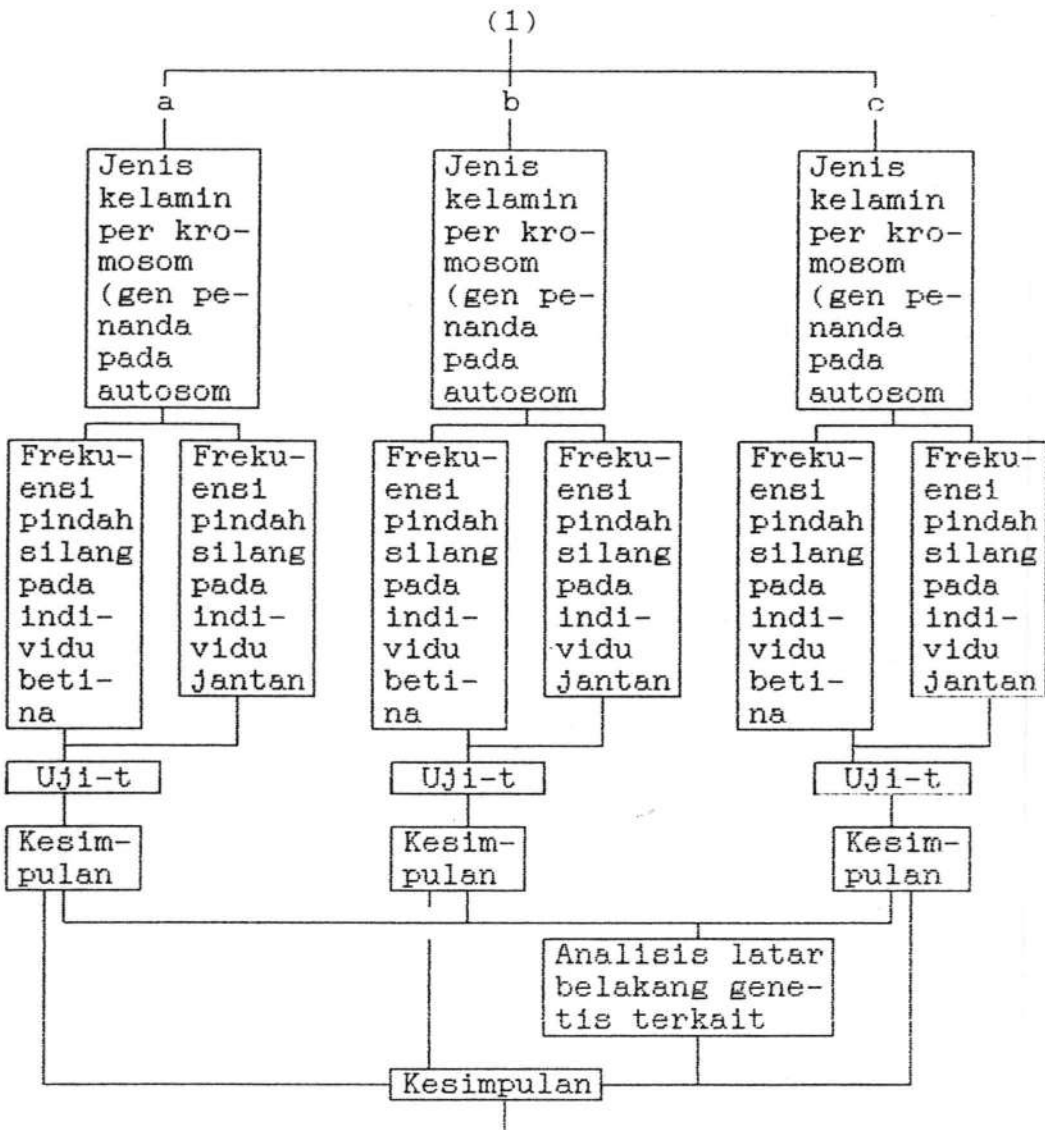 (1)
a
b
c
Jenis
kelamin
per kro-
mosom
(gen pe-
nanda
pada
autosom
Jenis
kelamin
per kro-
mosom
(gen pe-
nanda
pada
autosom
Jenis
kelamin
per kro-
mosom
(gen pe-
nanda
pada
autosom
Freku-
ensi
pindah
silang
pada
indi-
vidu
beti-
na
Freku-
ensi
pindah
silang
pada
indi-
vidu
jantan
Freku-
ensi
pindah
silang
pada
indi-
vidu
beti-
na
Freku-
ensi
pindah
silang
pada
indi-
vidu
jantan
Freku-
ensi
pindah
silang
pada
indi-
vidu
beti-
na
Freku-
ensi
pindah
silang
pada
indi-
vidu
jantan
Uji-t
Uji-t
Uji-t
Kesim-
pulan
Kesim-
pulan
Kesim-
pulan
Analisis latar
belakang gene-
tis terkait
Kesimpulan